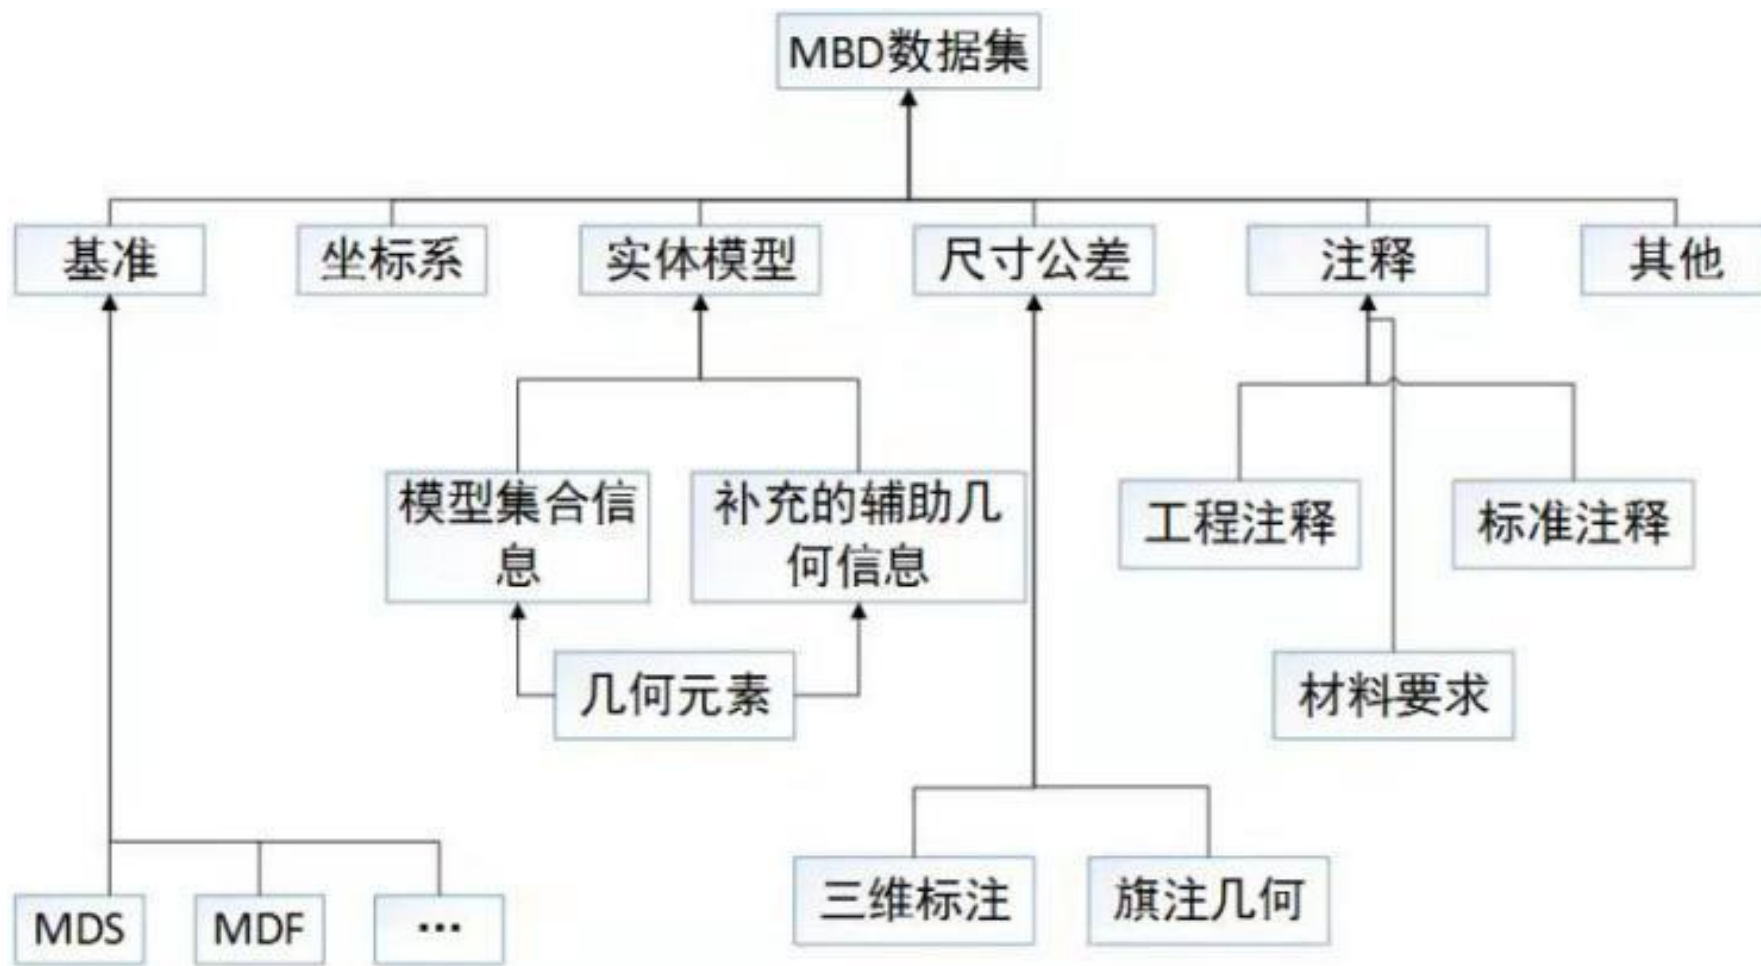 MBD数据集
基准
坐标系
实体模型
尺寸公差
注释
其他
模型集合信
息
补充的辅助几
何信息
工程注释
标准注释
几何元素
材料要求
三维标注
旗注几何
MDS
MDF
…